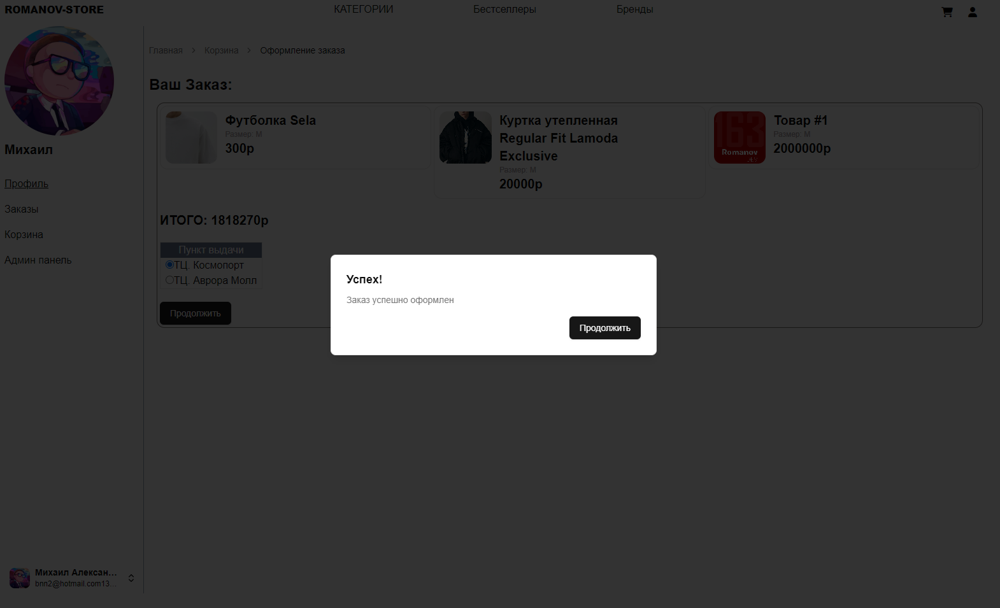 ROMANOV-STORE
КАТЕГОРИИ
Бестселлеры
Бренды
Михаил
Профиль
Заказы
Корзина
Админ панель
Главная > Корзина > Оформление заказа
Ваш Заказ:
Футболка Sela
Размер: M
300р
Куртка утепленная
Regular Fit Lamoda
Exclusive
Размер: M
20000р
163
Romanov
Товар #1
Размер: M
2000000р
ИТОГО: 1818270р
Пункт выдачи
ТЦ. Космопорт
ТЦ. Аврора Молл
Продолжить
Успех!
Заказ успешно оформлен
Продолжить
Михаил Алексан...
bnn2@hotmail.com13...